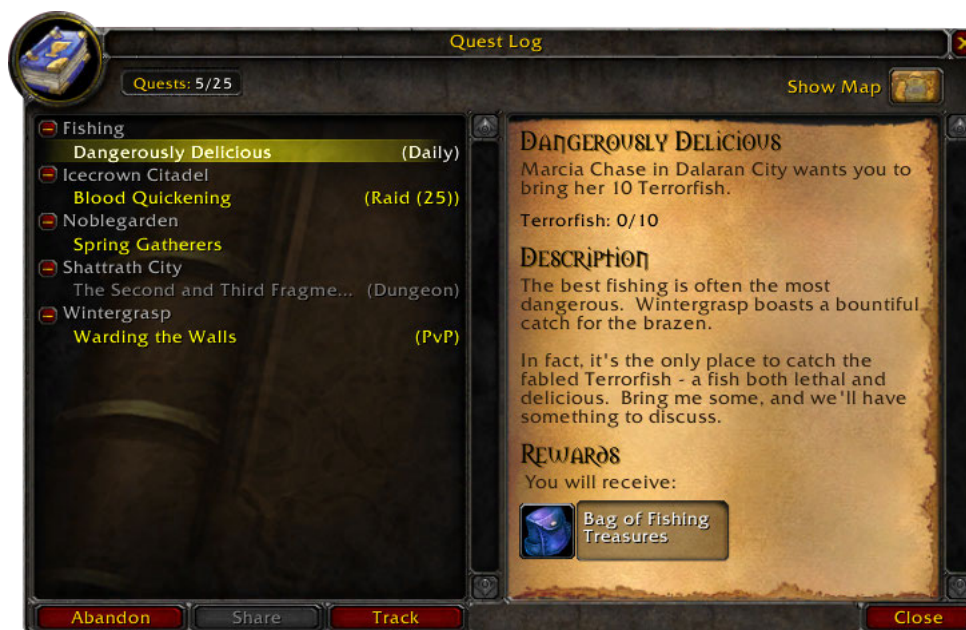 Quest Log
Quests: 5/25
Show Map
Fishing
Dangerously Delicious (Daily)
Icecrown Citadel
Blood Quickening (Raid (25))
Noblegarden
Spring Gatherers
Shattrath City
The Second and Third Fragme... (Dungeon)
Wintergrasp
Warding the Walls (PvP)
Dangerously Delicious
Marcia Chase in Dalaran City wants you to
bring her 10 Terrorfish.
Terrorfish: 0/10
Description
The best fishing is often the most
dangerous. Wintergrasp boasts a bountiful
catch for the brazen.
In fact, it's the only place to catch the
fabled Terrorfish - a fish both lethal and
delicious. Bring me some, and we'll have
something to discuss.
Rewards
You will receive:
Bag of Fishing
Treasures
Abandon
Share
Track
Close